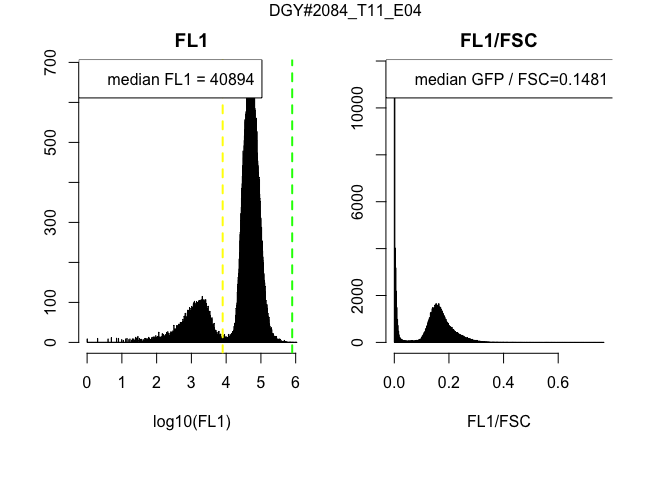 DGY#2084_T11_E04
FL1
median FL1 = 40894
700
500
300
100
0
0 1 2 3 4 5 6
log10(FL1)
FL1/FSC
median GFP / FSC=0.1481
10000
6000
2000
0
0.0 0.2 0.4 0.6
FL1/FSC